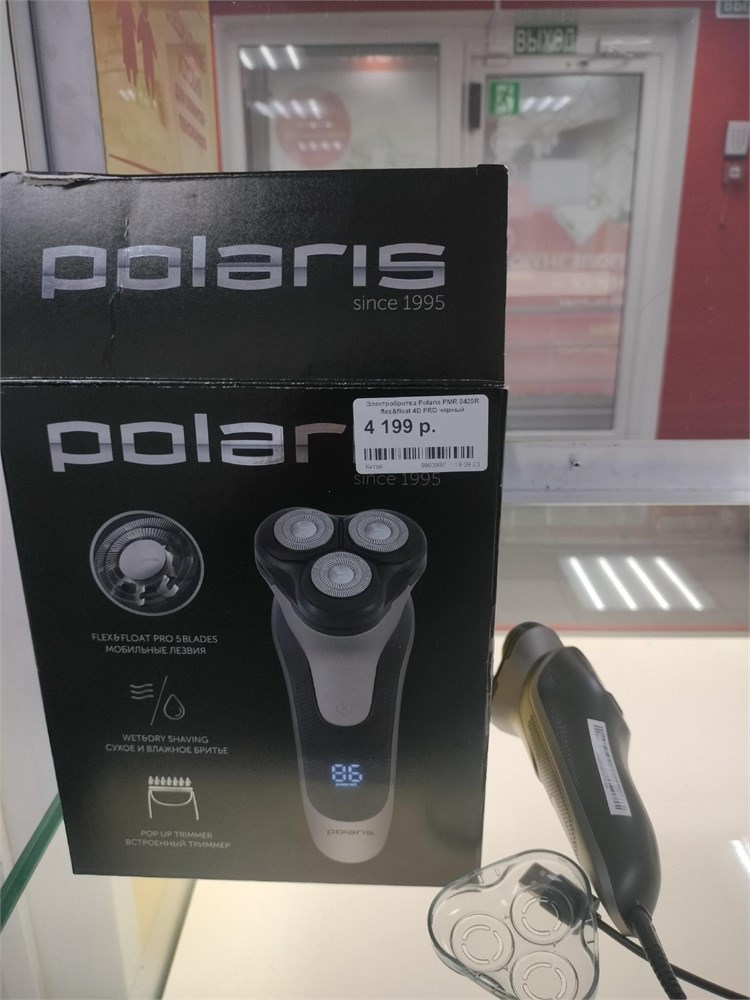 ВЫХОД
polaris
since 1995
polar
Электробритва Polaris PMR 0420R
flex&float 4D PRO черный
4 199 р.
Китай
since 1995
FLEX&FLOAT PRO 5 BLADES
МОБИЛЬНЫЕ ЛЕЗВИЯ
WET&DRY SHAVING
СУХОЕ И ВЛАЖНОЕ БРИТЬЕ
86
POP UP TRIMMER
ВСТРОЕННЫЙ ТРИММЕР
polaris